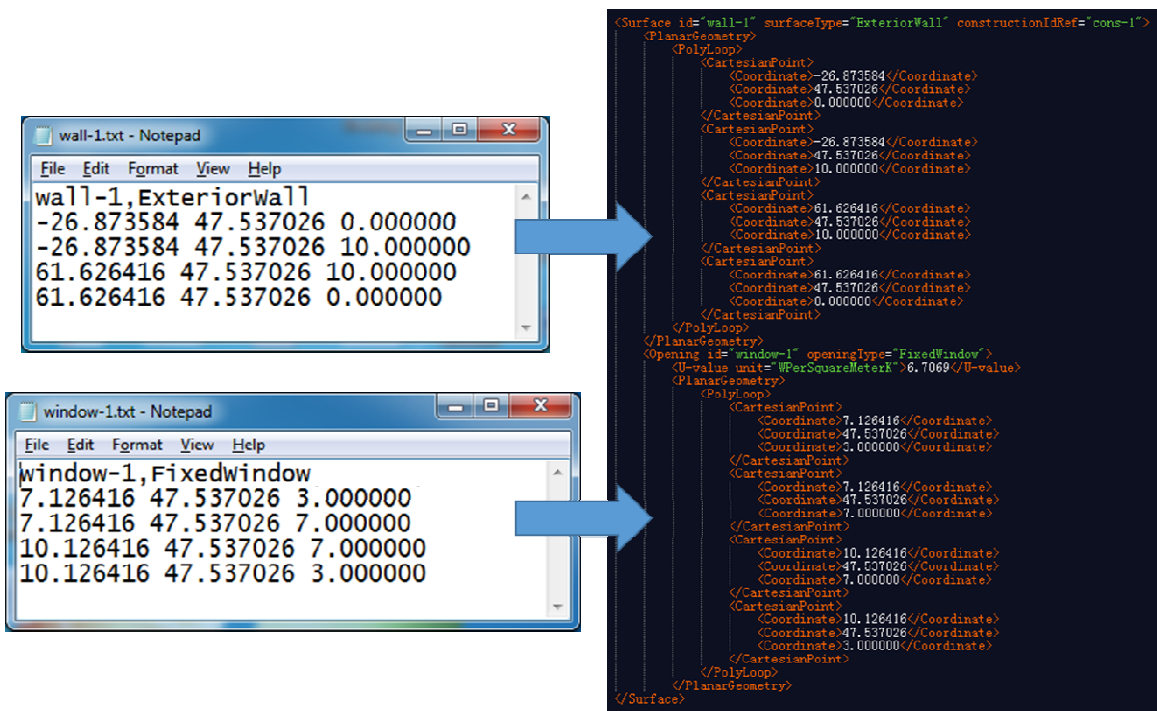 wall-1.txt - Notepad
File Edit Format View Help
wall-1,ExteriorWall
-26.873584 47.537026 0.000000
-26.873584 47.537026 10.000000
61.626416 47.537026 10.000000
61.626416 47.537026 0.000000
window-1.txt - Notepad
File Edit Format View Help
window-1,FixedWindow
7.126416 47.537026 3.000000
7.126416 47.537026 7.000000
10.126416 47.537026 7.000000
10.126416 47.537026 3.000000
<Surface id="wall-1" surfaceType="ExteriorWall" constructionIdRef="cons-1">
<PlanarGeometry>
<PolyLoop>
<CartesianPoint>
<Coordinate>-26.873584</Coordinate>
<Coordinate>47.537026</Coordinate>
<Coordinate>0.000000</Coordinate>
</CartesianPoint>
<CartesianPoint>
<Coordinate>-26.873584</Coordinate>
<Coordinate>47.537026</Coordinate>
<Coordinate>10.000000</Coordinate>
</CartesianPoint>
<CartesianPoint>
<Coordinate>61.626416</Coordinate>
<Coordinate>47.537026</Coordinate>
<Coordinate>10.000000</Coordinate>
</CartesianPoint>
<CartesianPoint>
<Coordinate>61.626416</Coordinate>
<Coordinate>47.537026</Coordinate>
<Coordinate>0.000000</Coordinate>
</CartesianPoint>
</PolyLoop>
</PlanarGeometry>
<Opening id="window-1" openingType="FixedWindow">
<U-value unit="WPerSquareMeterK">6.7069</U-value>
<PlanarGeometry>
<PolyLoop>
<CartesianPoint>
<Coordinate>7.126416</Coordinate>
<Coordinate>47.537026</Coordinate>
<Coordinate>3.000000</Coordinate>
</CartesianPoint>
<CartesianPoint>
<Coordinate>7.126416</Coordinate>
<Coordinate>47.537026</Coordinate>
<Coordinate>7.000000</Coordinate>
</CartesianPoint>
<CartesianPoint>
<Coordinate>10.126416</Coordinate>
<Coordinate>47.537026</Coordinate>
<Coordinate>7.000000</Coordinate>
</CartesianPoint>
<CartesianPoint>
<Coordinate>10.126416</Coordinate>
<Coordinate>47.537026</Coordinate>
<Coordinate>3.000000</Coordinate>
</CartesianPoint>
</PolyLoop>
</PlanarGeometry>
</Surface>